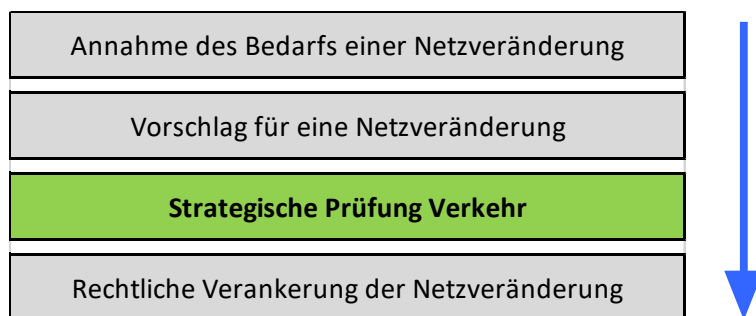 Annahme des Bedarfs einer Netzveränderung
Vorschlag für eine Netzveränderung
Strategische Prüfung Verkehr
Rechtliche Verankerung der Netzveränderung